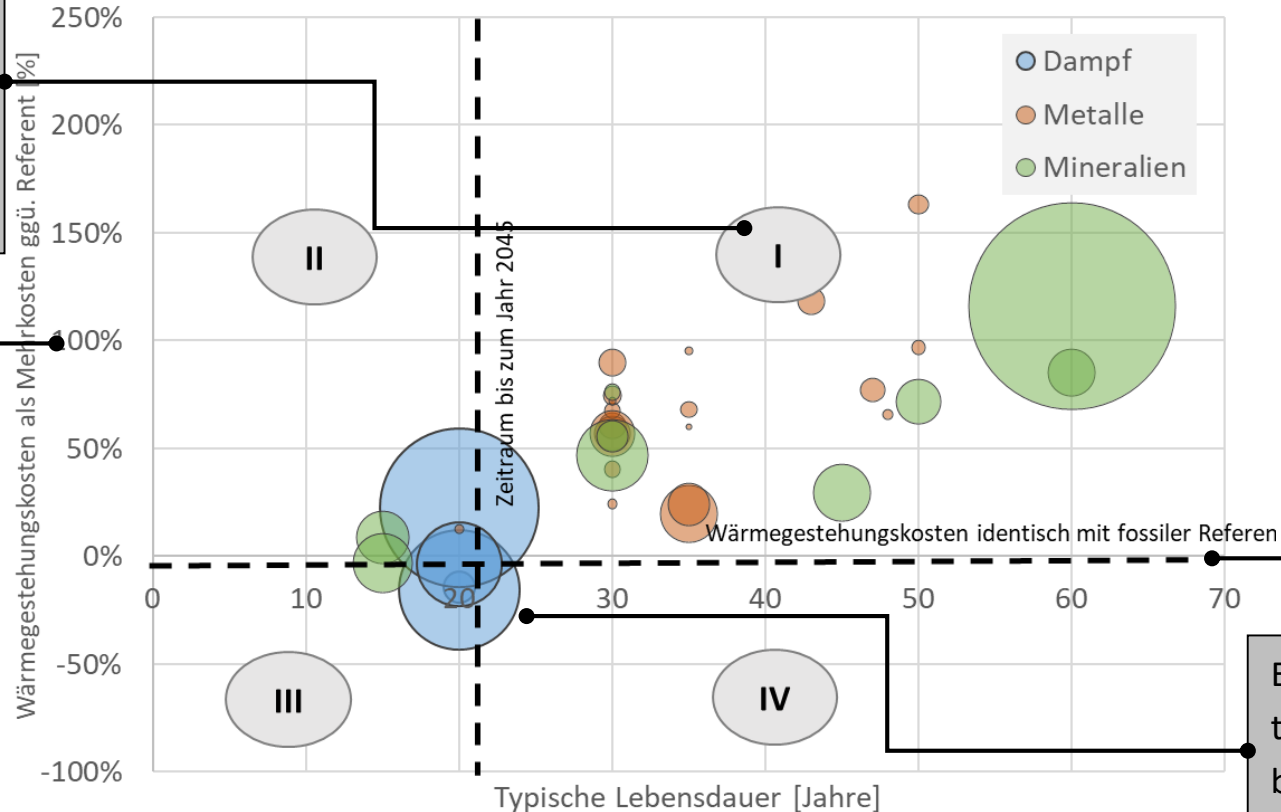 250%
200%
150%
100%
50%
0%
-50%
-100%
Wärmegestehungskosten als Mehrkosten ggü. Referent [%]
Dampf
Metalle
Mineralien
II
I
Zeitraum bis zum Jahr 2045
Wärmegestehungskosten identisch mit fossiler Referen
0
10
20
30
40
50
60
70
III
IV
E
t
b
Typische Lebensdauer [Jahre]